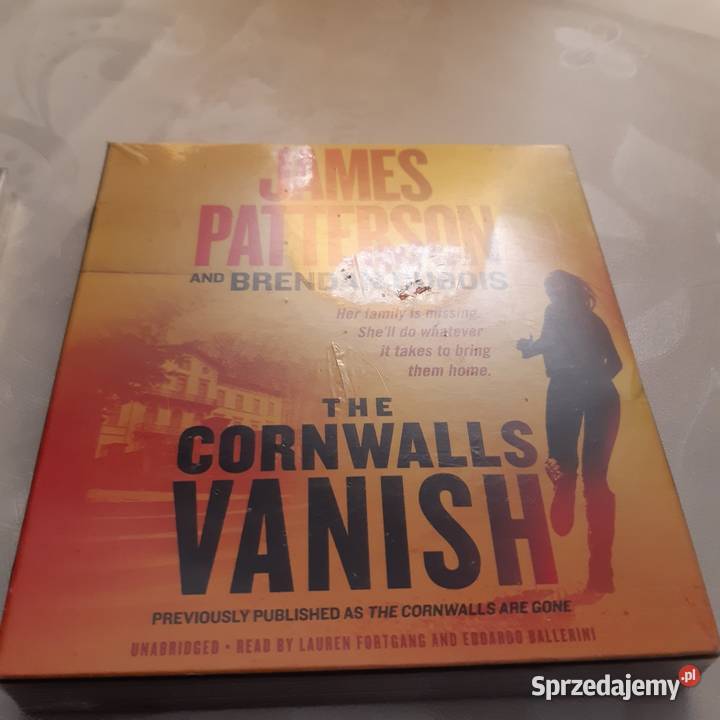 JAMES
PATTERSON
AND BRENDAN DUBOIS
Her family is missing.
She'll do whatever
it takes to bring
them home.
THE
CORNWALLS
VANISH
PREVIOUSLY PUBLISHED AS THE CORNWALLS ARE GONE
UNABRIDGED • READ BY LAUREN FORTGANG AND EDOARDO BALLERINI
Sprzedajemy.pl